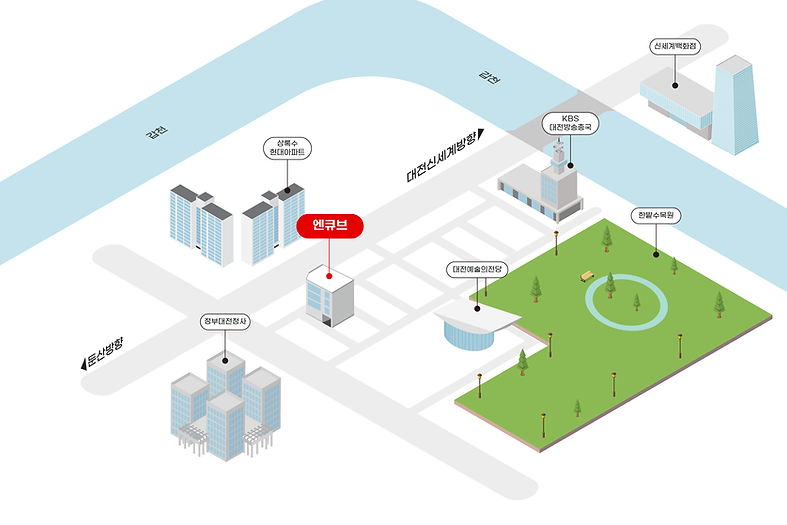 신세계백화점
갑천
갑천
KBS
대전방송총국
상록수
현대아파트
대전신세계방향
한밭수목원
엔큐브
대전예술의전당
정부대전청사
둔산방향